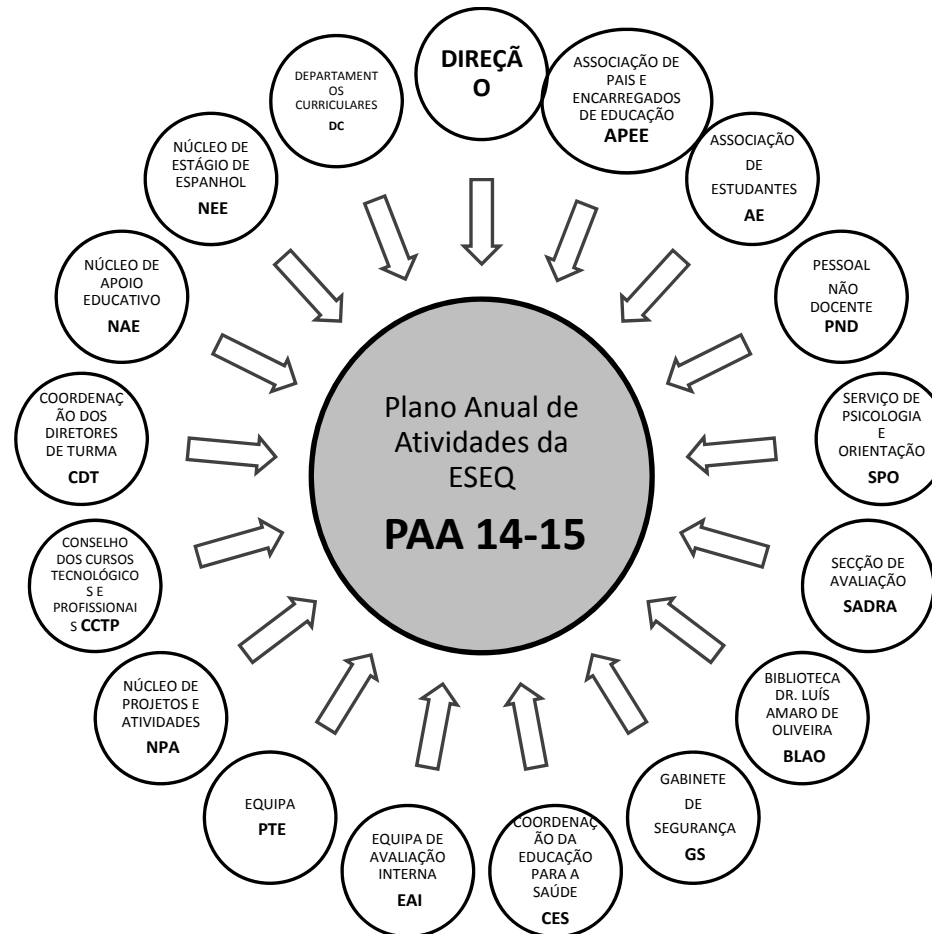 DIREÇÃ
O
ASSOCIAÇÃO DE
PAIS E
ENCARREGADOS
DE EDUCAÇÃO
APEE
ASSOCIAÇÃO
DE
ESTUDANTES
AE
PESSOAL
NÃO
DOCENTE
PND
SERVIÇO DE
PSICOLOGIA
E
ORIENTAÇÃO
SPO
SECÇÃO DE
AVALIAÇÃO
SADRA
BIBLIOTECA
DR. LUÍS
AMARO DE
OLIVEIRA
BLAO
GABINETE
DE
SEGURANÇA
GS
COORDENAÇ
ÃO DA
EDUCAÇÃO
PARA A
SAÚDE
CES
EQUIPA DE
AVALIAÇÃO
INTERNA
EAI
EQUIPA
PTE
NÚCLEO DE
PROJETOS E
ATIVIDADES
NPA
CONSELHO
DOS CURSOS
TECNOLÓGICO
S E
PROFISSIONAI
S CCTP
COORDENAÇ
ÃO DOS
DIRETORES
DE TURMA
CDT
NÚCLEO DE
APOIO
EDUCATIVO
NAE
NÚCLEO DE
ESTÁGIO DE
ESPANHOL
NEE
DEPARTAMENT
OS
CURRICULARES
DC
Plano Anual de
Atividades da
ESEQ
PAA 14-15